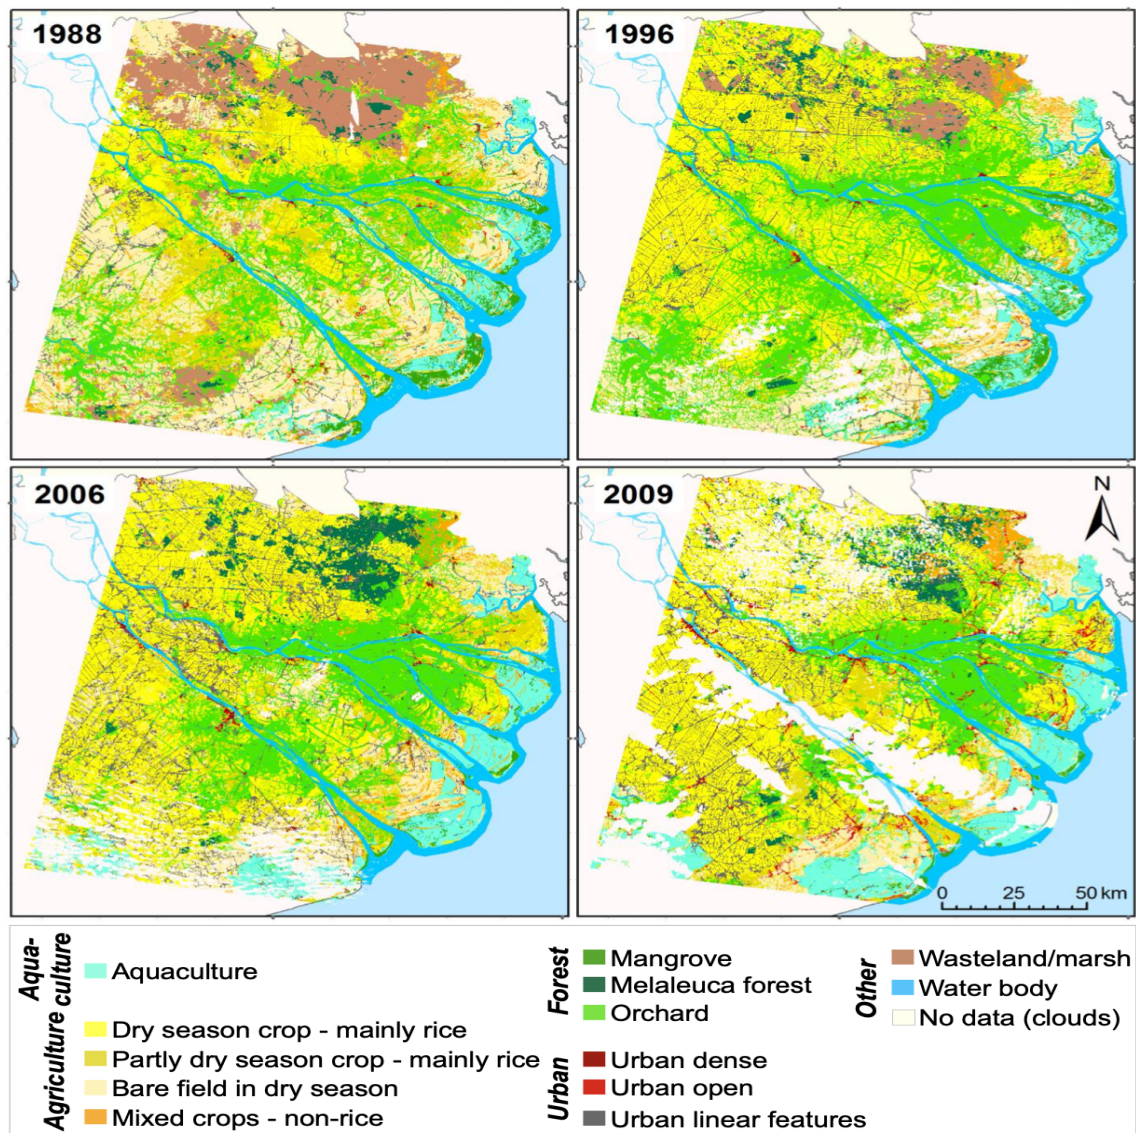 1988
1996
2006
2009
N
0 25 50 km
Aqua-
culture
Aquaculture
Agriculture
Dry season crop - mainly rice
Partly dry season crop - mainly rice
Bare field in dry season
Mixed crops - non-rice
Forest
Mangrove
Melaleuca forest
Orchard
Urban
Urban dense
Urban open
Urban linear features
Other
Wasteland/marsh
Water body
No data (clouds)